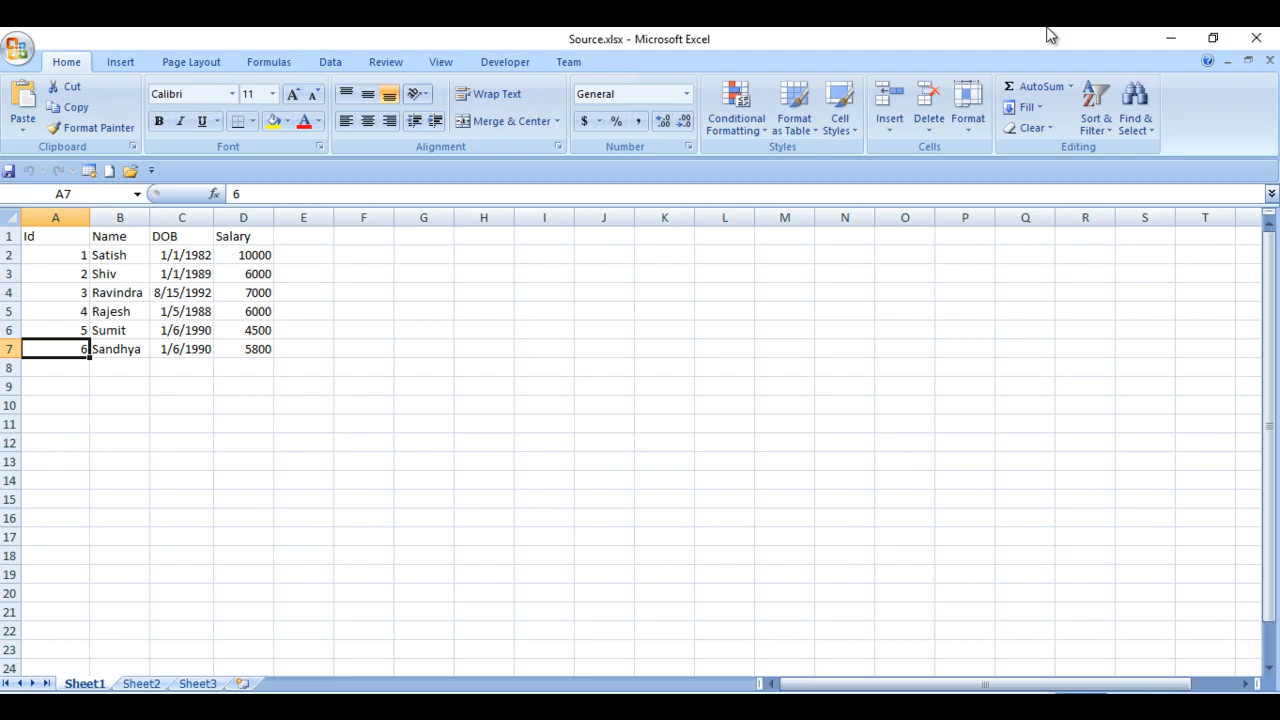 Source.xlsx - Microsoft Excel
Home Insert Page Layout Formulas Data Review View Developer Team
Paste
Cut
Copy
Format Painter
Clipboard
Calibri 11
B I U
Font
Wrap Text
Merge & Center
Alignment
General
$ % ,
Number
Conditional Formatting
Format as Table
Cell Styles
Styles
Insert
Delete
Format
Cells
Σ AutoSum
Fill
Clear
Sort & Filter
Find & Select
Editing
A7 fx 6
A B C D E F G H I J K L M N O P Q R S T
1 Id Name DOB Salary
2 1 Satish 1/1/1982 10000
3 2 Shiv 1/1/1989 6000
4 3 Ravindra 8/15/1992 7000
5 4 Rajesh 1/5/1988 6000
6 5 Sumit 1/6/1990 4500
7 6 Sandhya 1/6/1990 5800
8
9
10
11
12
13
14
15
16
17
18
19
20
21
22
23
24
Sheet1 Sheet2 Sheet3